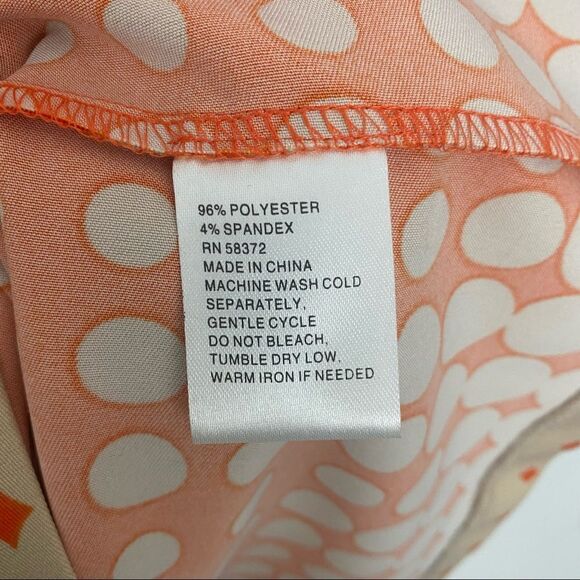 96% POLYESTER
4% SPANDEX
RN 58372
MADE IN CHINA
MACHINE WASH COLD
SEPARATELY,
GENTLE CYCLE
DO NOT BLEACH,
TUMBLE DRY LOW,
WARM IRON IF NEEDED